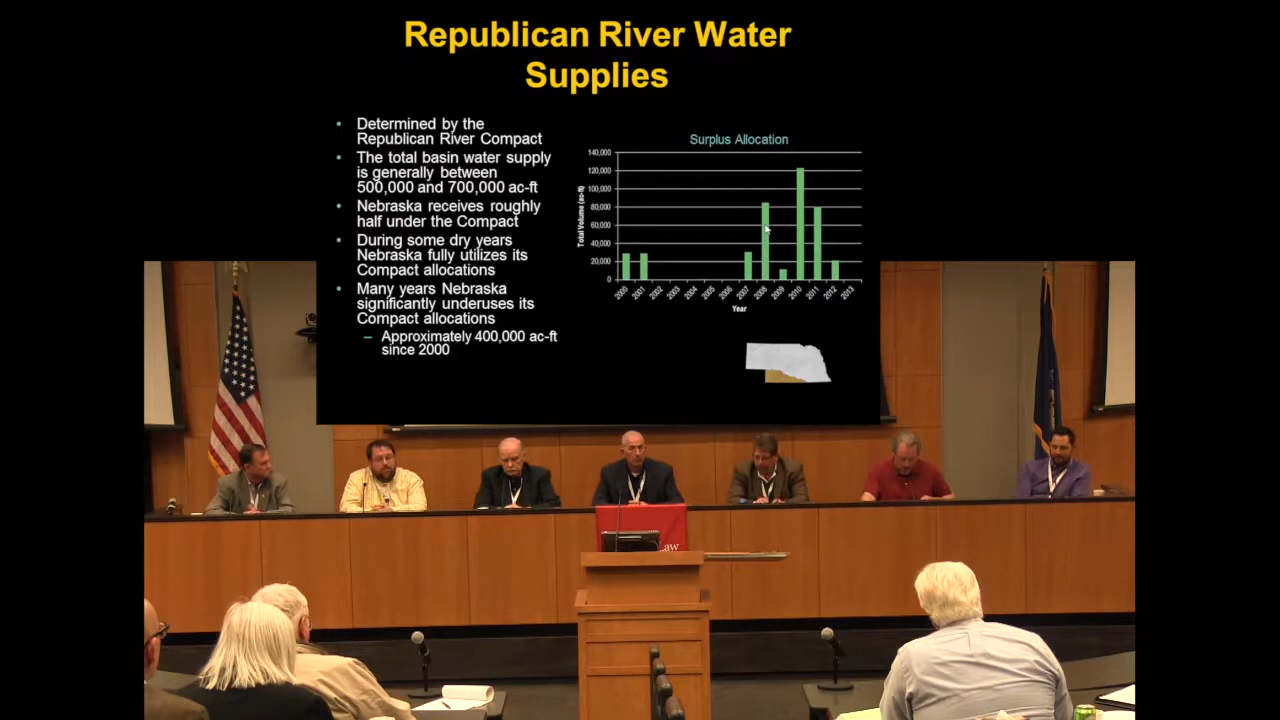 Republican River Water
Supplies
• Determined by the
Republican River Compact
• The total basin water supply
is generally between
500,000 and 700,000 ac-ft
• Nebraska receives roughly
half under the Compact
• During some dry years
Nebraska fully utilizes its
Compact allocations
• Many years Nebraska
significantly underuses its
Compact allocations
– Approximately 400,000 ac-ft
since 2000
Surplus Allocation
140,000
120,000
100,000
80,000
60,000
40,000
20,000
0
Total Volume (ac-ft)
2000 2001 2002 2003 2004 2005 2006 2007 2008 2009 2010 2011 2012 2013
Year
Law